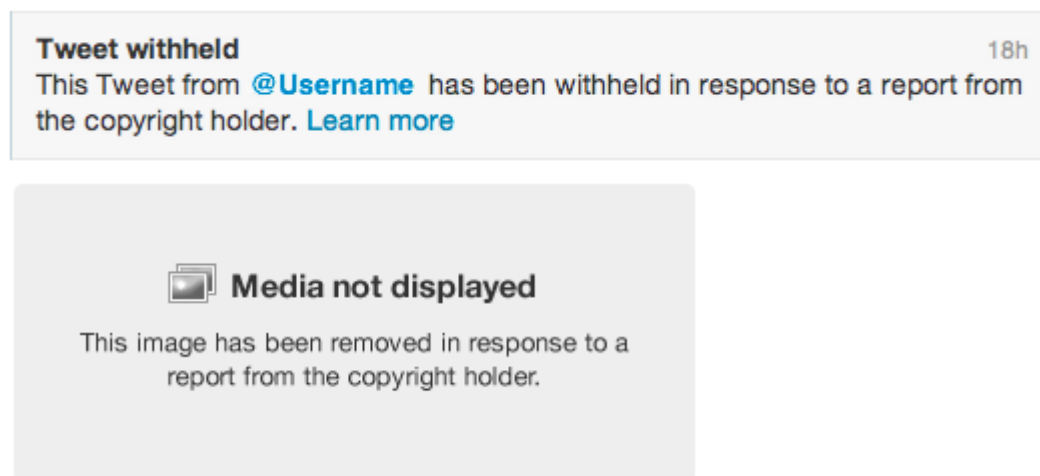 Tweet withheld 18h
This Tweet from @Username has been withheld in response to a report from
the copyright holder. Learn more
Media not displayed
This image has been removed in response to a
report from the copyright holder.